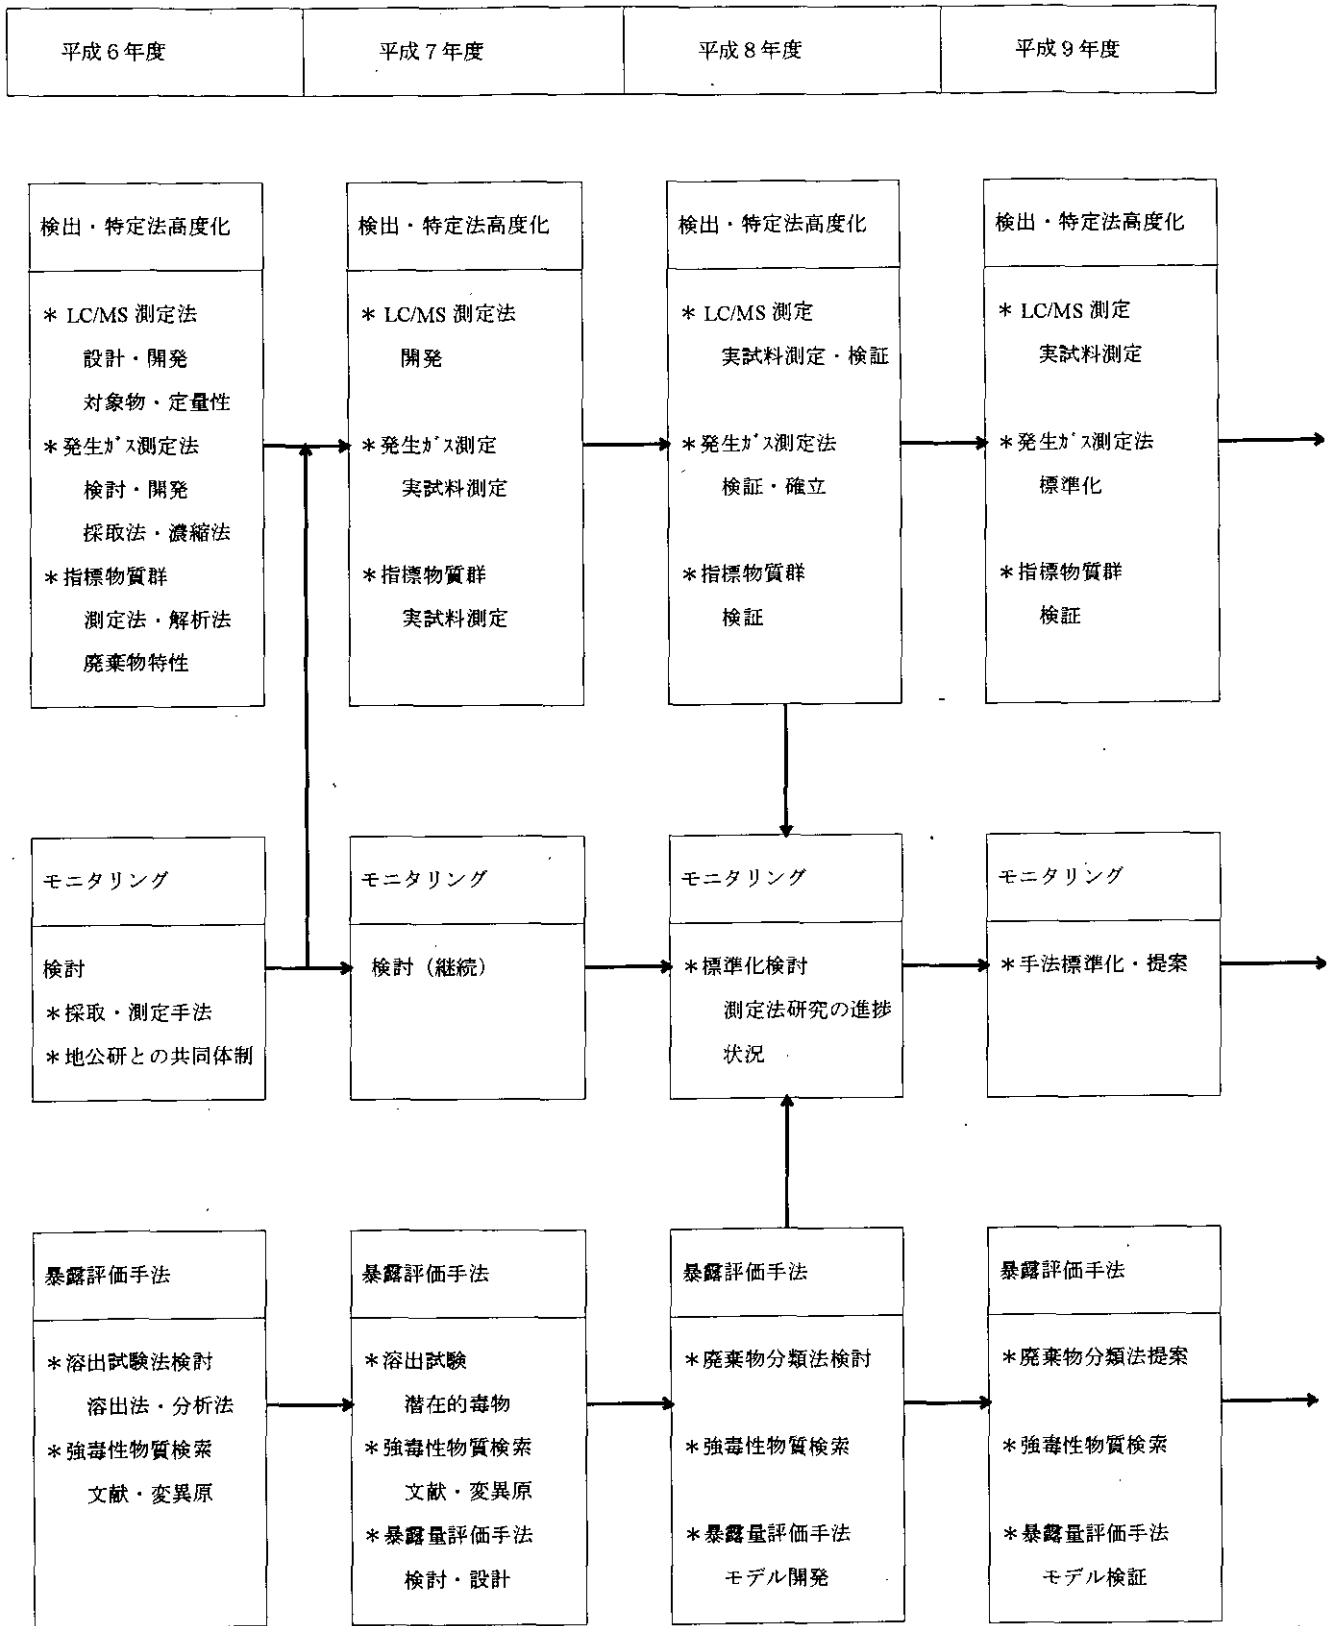 平成6年度
平成7年度
平成8年度
平成9年度
検出・特定法高度化
* LC/MS 測定法
設計・開発
対象物・定量性
*発生ガス測定法
検討・開発
採取法・濃縮法
*指標物質群
測定法・解析法
廃棄物特性
検出・特定法高度化
* LC/MS 測定法
開発
*発生ガス測定
実試料測定
*指標物質群
実試料測定
検出・特定法高度化
* LC/MS 測定
実試料測定・検証
*発生ガス測定法
検証・確立
*指標物質群
検証
検出・特定法高度化
* LC/MS 測定
実試料測定
*発生ガス測定法
標準化
*指標物質群
検証
モニタリング
検討
*採取・測定手法
*地公研との共同体制
モニタリング
検討（継続）
モニタリング
*標準化検討
測定法研究の進捗
状況
モニタリング
*手法標準化・提案
暴露評価手法
*溶出試験法検討
溶出法・分析法
*強毒性物質検索
文献・変異原
暴露評価手法
*溶出試験
潜在的毒物
*強毒性物質検索
文献・変異原
*暴露量評価手法
検討・設計
暴露評価手法
*廃棄物分類法検討
*強毒性物質検索
*暴露量評価手法
モデル開発
暴露評価手法
*廃棄物分類法提案
*強毒性物質検索
*暴露量評価手法
モデル検証